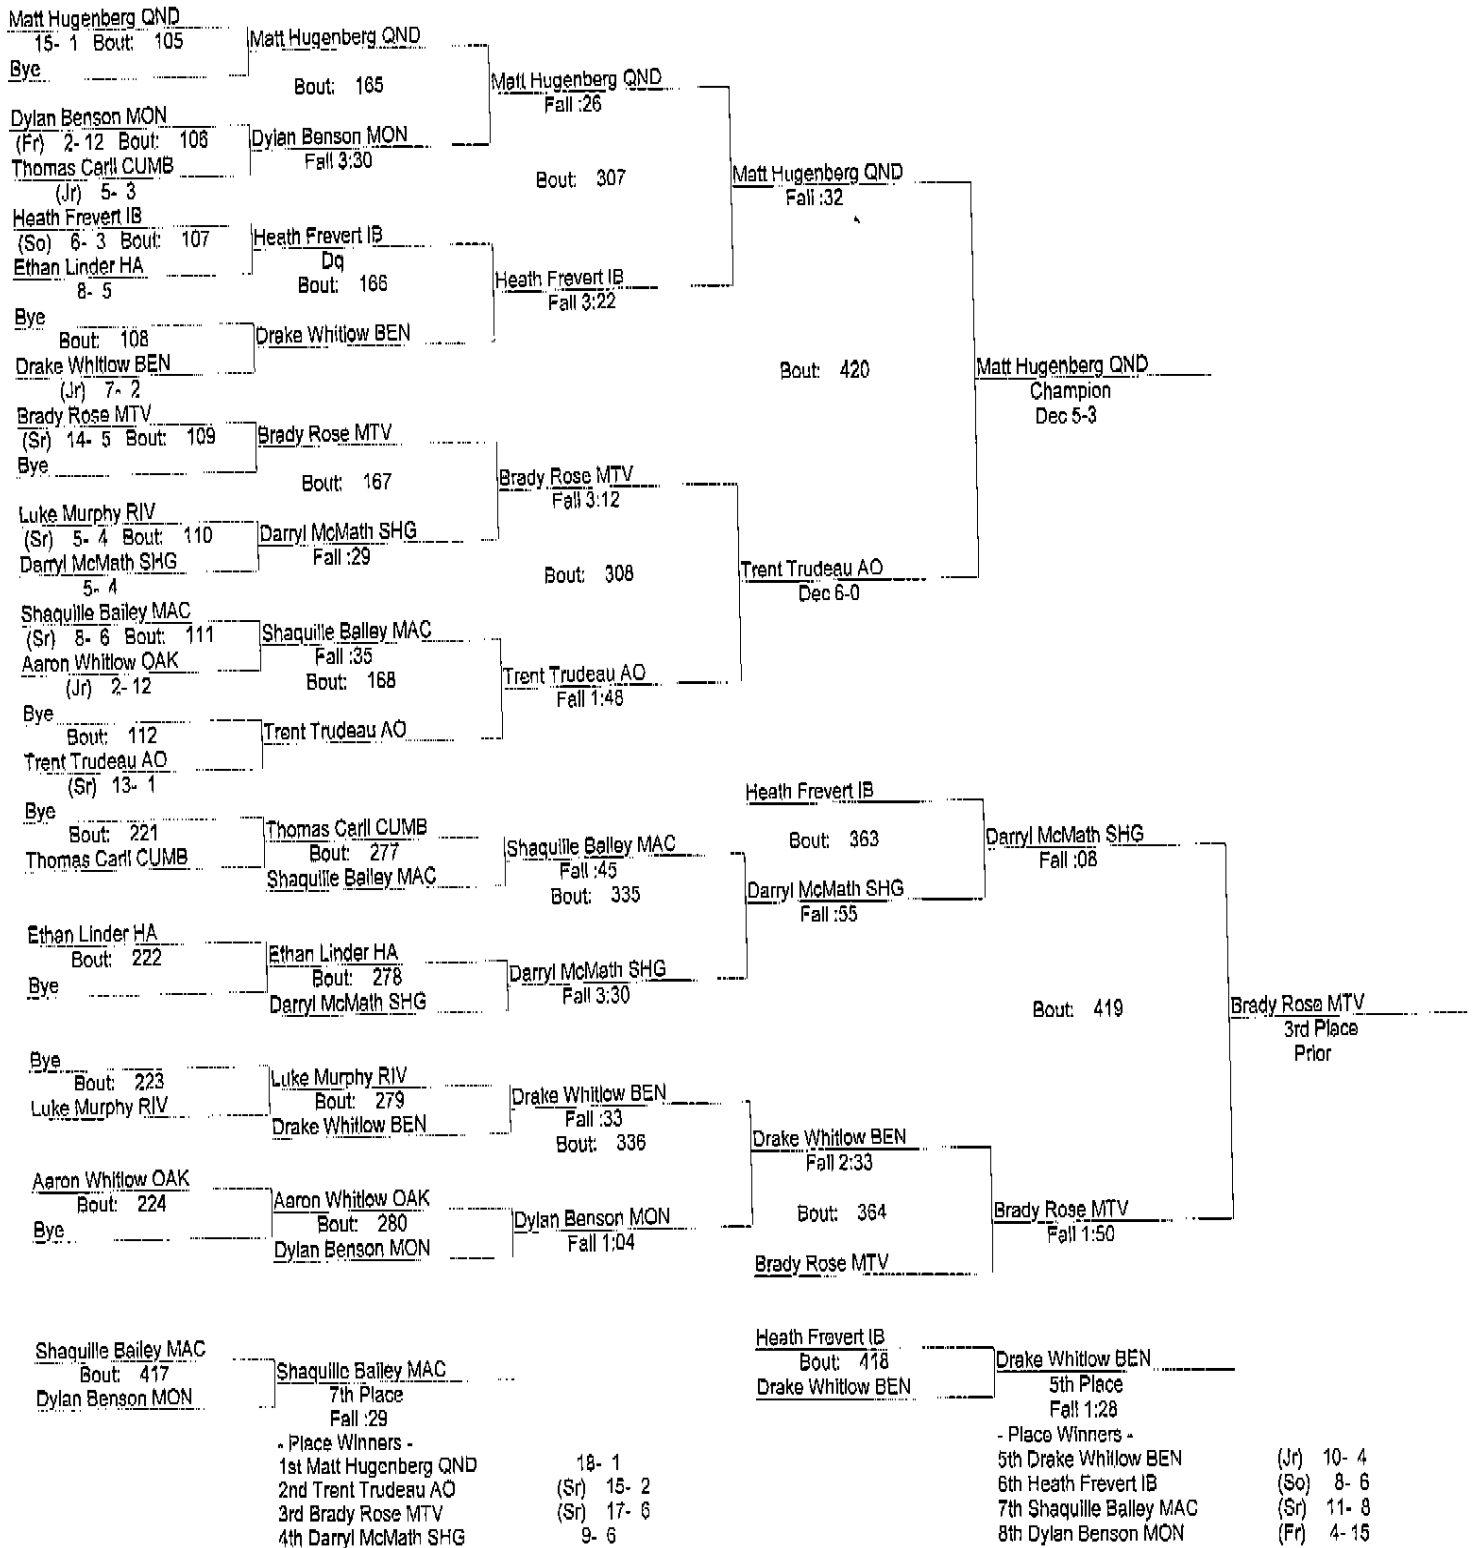 Matt Hugenberg QND
15- 1 Bout: 105
Bye
Matt Hugenberg QND
Bout: 165
Dylan Benson MON
(Fr) 2-12 Bout: 106
Thomas Carll CUMB
(Jr) 5- 3
Dylan Benson MON
Fall 3:30
Matt Hugenberg QND
Fall :26
Bout: 307
Heath Frevert IB
(So) 6- 3 Bout: 107
Ethan Linder HA
8- 5
Heath Frevert IB
Dq
Bout: 166
Bye
Bout: 108
Drake Whitlow BEN
(Jr) 7- 2
Drake Whitlow BEN
Heath Frevert IB
Fall 3:22
Matt Hugenberg QND
Fall :32
Bout: 420
Brady Rose MTV
(Sr) 14- 5 Bout: 109
Bye
Brady Rose MTV
Bout: 167
Luke Murphy RIV
(Sr) 5- 4 Bout: 110
Darryl McMath SHG
5- 4
Darryl McMath SHG
Fall :29
Brady Rose MTV
Fall 3:12
Bout: 308
Shaquille Bailey MAC
(Sr) 8- 6 Bout: 111
Aaron Whitlow OAK
(Jr) 2-12
Shaquille Bailey MAC
Fall :35
Bout: 168
Bye
Bout: 112
Trent Trudeau AO
(Sr) 13- 1
Trent Trudeau AO
Trent Trudeau AO
Fall 1:48
Trent Trudeau AO
Dec 6-0
Matt Hugenberg QND
Champion
Dec 5-3
Bye
Bout: 221
Thomas Carll CUMB
Thomas Carll CUMB
Bout: 277
Shaquille Bailey MAC
Shaquille Bailey MAC
Fall :45
Bout: 335
Ethan Linder HA
Bout: 222
Bye
Ethan Linder HA
Bout: 278
Darryl McMath SHG
Darryl McMath SHG
Fall 3:30
Heath Frevert IB
Bout: 363
Darryl McMath SHG
Fall :55
Darryl McMath SHG
Fall :08
Bout: 419
Bye
Bout: 223
Luke Murphy RIV
Luke Murphy RIV
Bout: 279
Drake Whitlow BEN
Drake Whitlow BEN
Fall :33
Bout: 336
Aaron Whitlow OAK
Bout: 224
Bye
Aaron Whitlow OAK
Bout: 280
Dylan Benson MON
Dylan Benson MON
Fall 1:04
Drake Whitlow BEN
Fall 2:33
Bout: 364
Brady Rose MTV
Brady Rose MTV
Fall 1:50
Brady Rose MTV
3rd Place
Prior
Shaquille Bailey MAC
Bout: 417
Dylan Benson MON
Shaquille Bailey MAC
7th Place
Fall :29
Heath Frevert IB
Bout: 418
Drake Whitlow BEN
Drake Whitlow BEN
5th Place
Fall 1:28
- Place Winners -
1st Matt Hugenberg QND 18- 1
2nd Trent Trudeau AO (Sr) 15- 2
3rd Brady Rose MTV (Sr) 17- 6
4th Darryl McMath SHG 9- 6
- Place Winners -
5th Drake Whitlow BEN (Jr) 10- 4
6th Heath Frevert IB (So) 8- 6
7th Shaquille Bailey MAC (Sr) 11- 8
8th Dylan Benson MON (Fr) 4-15